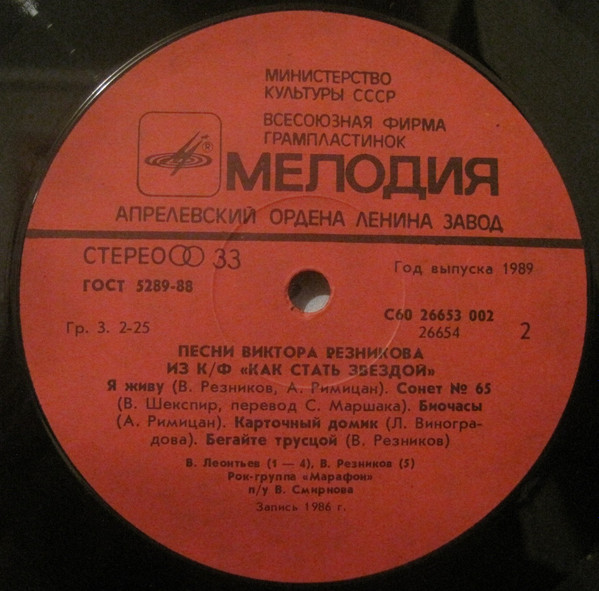 МИНИСТЕРСТВО
КУЛЬТУРЫ СССР
ВСЕСОЮЗНАЯ ФИРМА
ГРАМПЛАСТИНОК
®
МЕЛОДИЯ
АПРЕЛЕВСКИЙ ОРДЕНА ЛЕНИНА ЗАВОД
СТЕРЕО 33
Год выпуска 1989
ГОСТ 5289-88
С60 26653 002
26654
Гр. 3. 2-25
2
ПЕСНИ ВИКТОРА РЕЗНИКОВА
ИЗ К/Ф «КАК СТАТЬ ЗВЕЗДОЙ»
Я живу (В. Резников, А. Римицан). Сонет № 65
(В. Шекспир, перевод С. Маршака). Биочасы
(А. Римицан). Карточный домик (Л. Виногра-
дова). Бегайте трусцой (В. Резников)
В. Леонтьев (1 — 4), В. Резников (5)
Рок-группа «Марафон»
п/у В. Смирнова
Запись 1986 г.